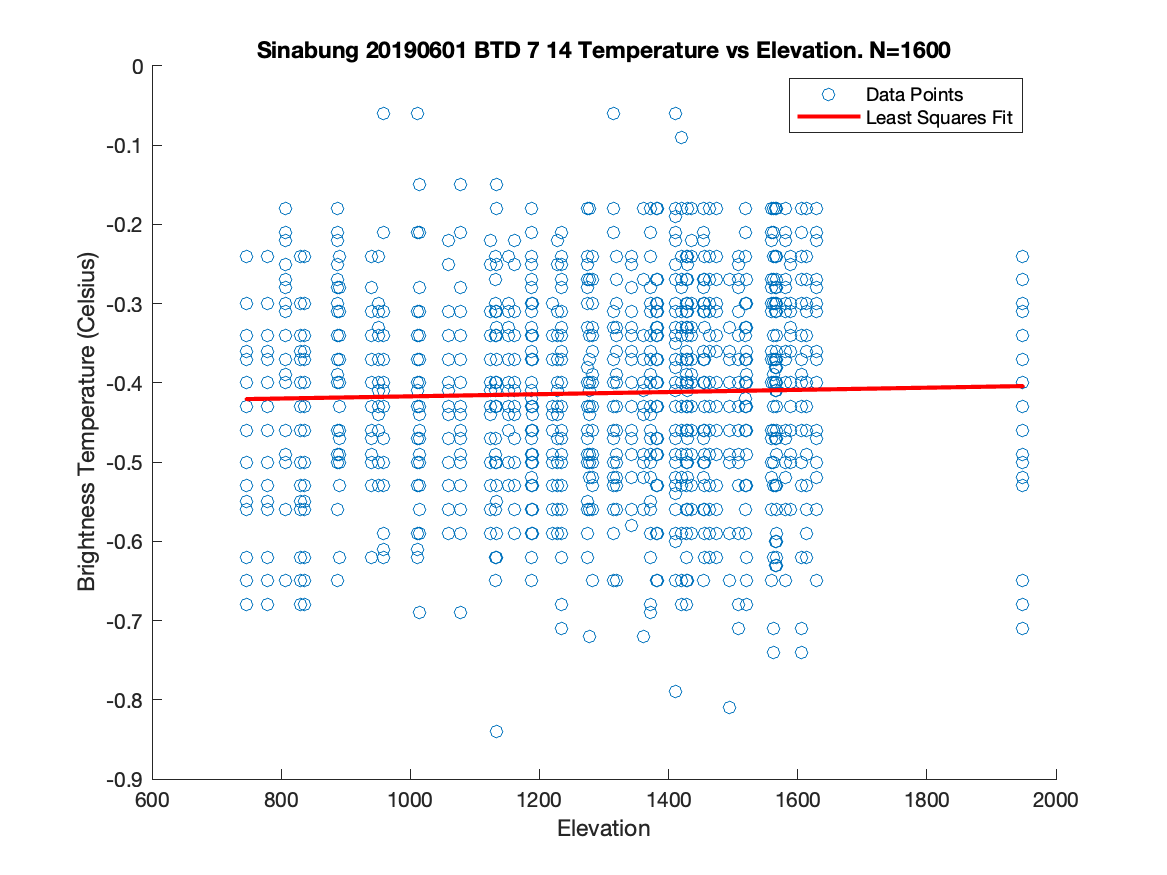 Sinabung 20190601 BTD 7 14 Temperature vs Elevation. N=1600
Data Points
Least Squares Fit
0
-0.1
-0.2
-0.3
-0.4
-0.5
-0.6
-0.7
-0.8
-0.9
Brightness Temperature (Celsius)
600 800 1000 1200 1400 1600 1800 2000
Elevation